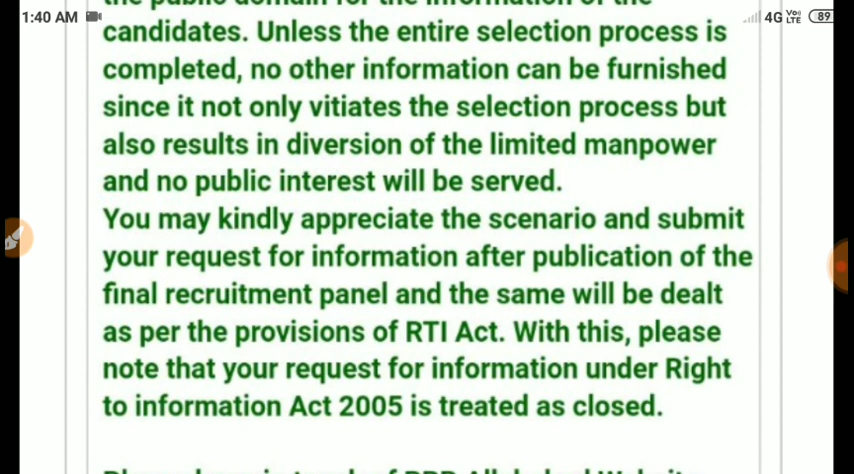 1:40 AM 4G VoLTE 89
candidates. Unless the entire selection process is
completed, no other information can be furnished
since it not only vitiates the selection process but
also results in diversion of the limited manpower
and no public interest will be served.
You may kindly appreciate the scenario and submit
your request for information after publication of the
final recruitment panel and the same will be dealt
as per the provisions of RTI Act. With this, please
note that your request for information under Right
to information Act 2005 is treated as closed.